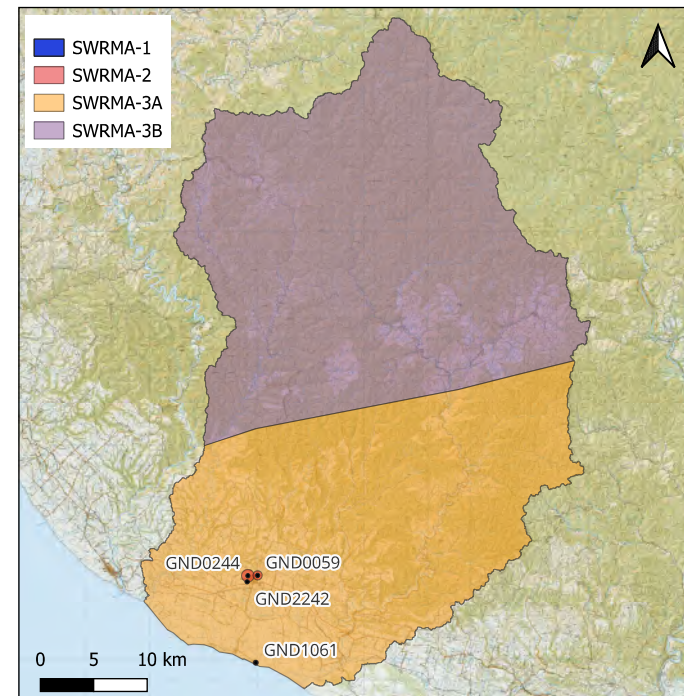 SWRMA-1
SWRMA-2
SWRMA-3A
SWRMA-3B
GND0244
GND0059
GND2242
GND1061
0 5 10 km